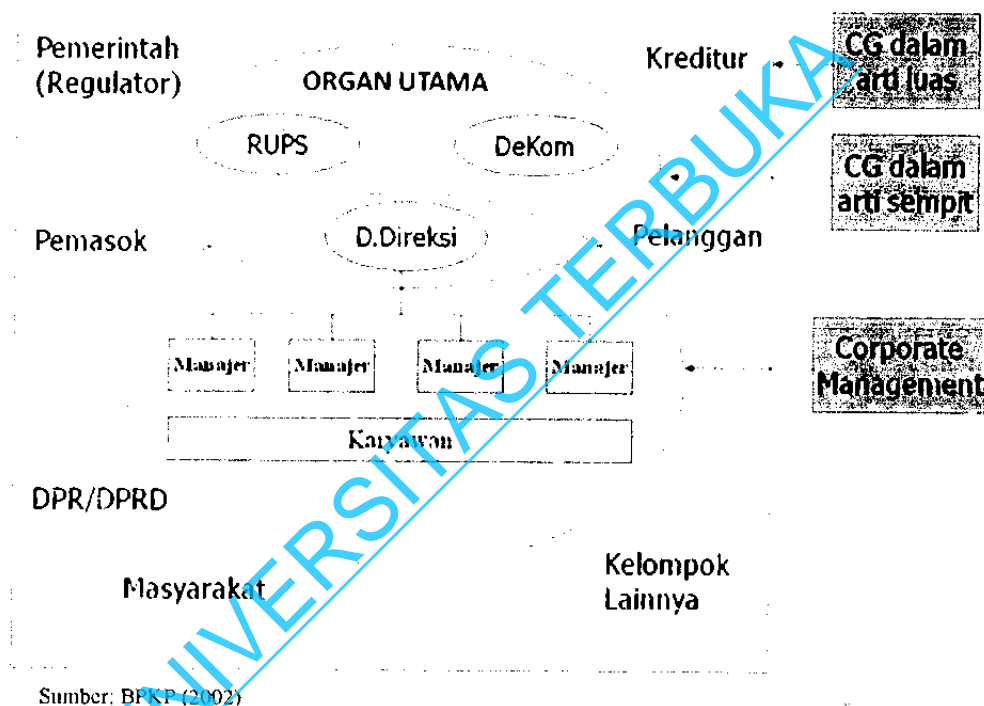 Pemerintah
(Regulator)
ORGAN UTAMA
Kreditur
CG dalam
arti luas
RUPS
DeKom
CG dalam
arti sempit
Pemasok
D.Direksi
Pelanggan
Manajer
Manajer
Manajer
Manajer
Corporate
Management
Karyawan
DPR/DPRD
Masyarakat
Kelompok
Lainnya
Sumber: BPKP (2002)
UNIVERSITAS TERBUKA